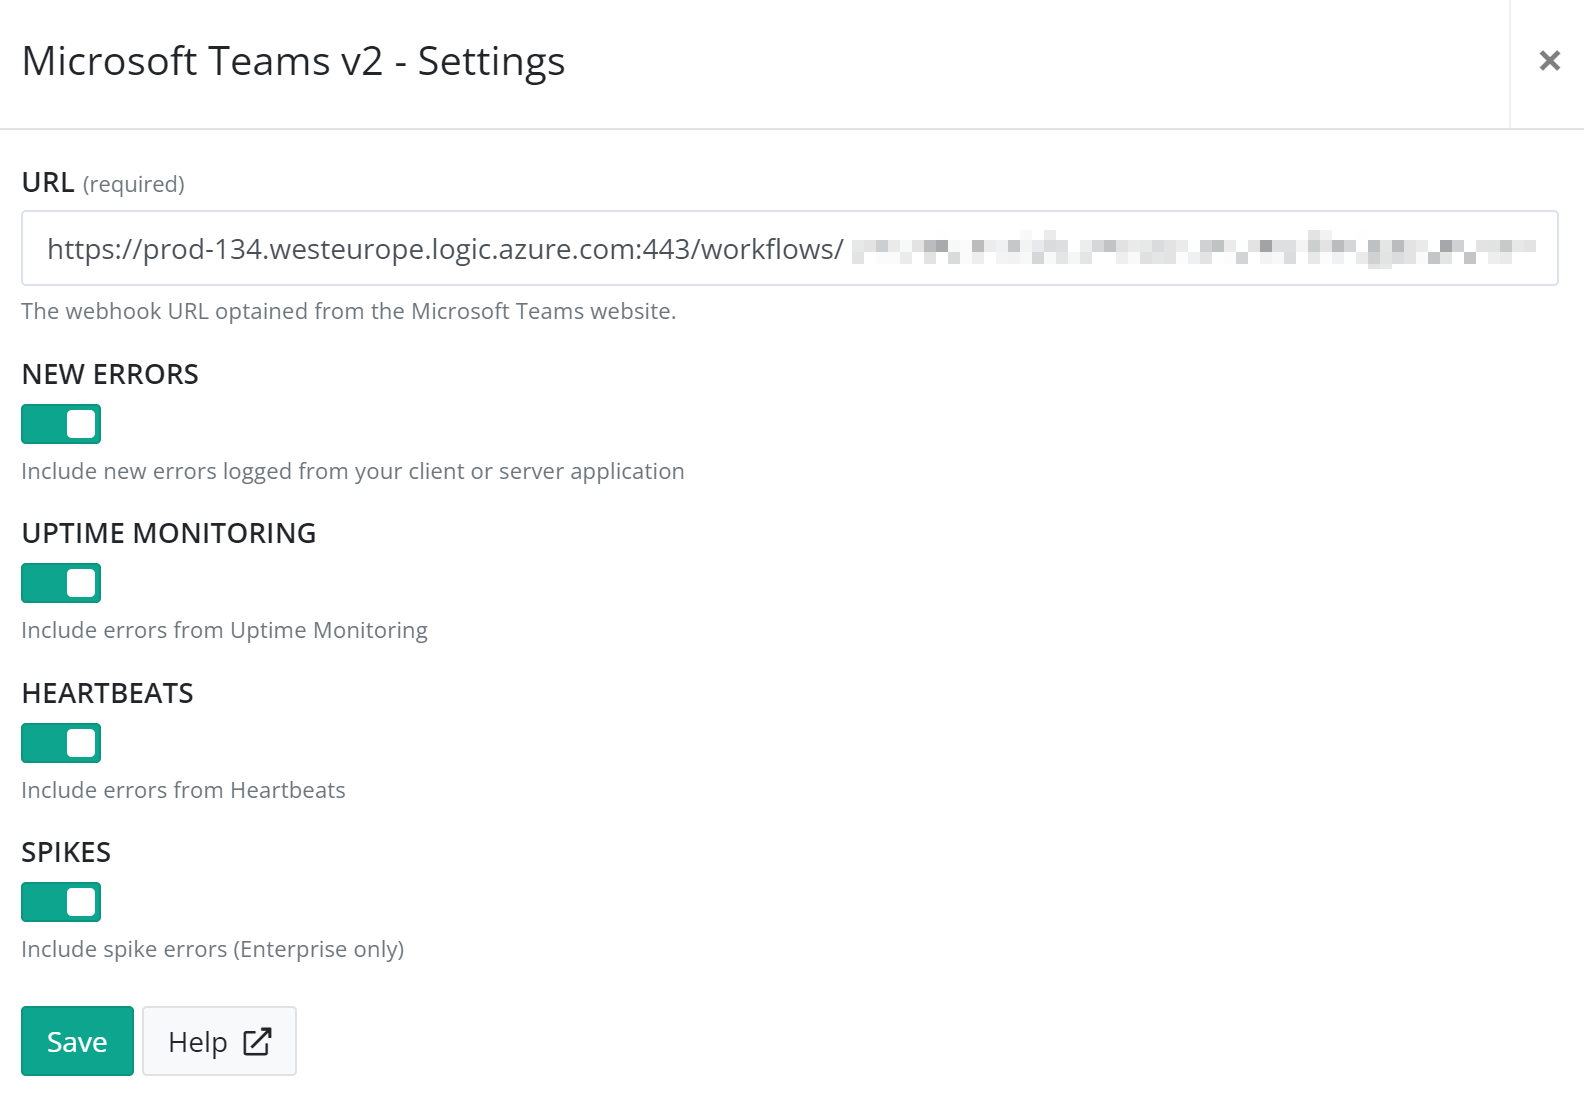 Microsoft Teams v2 - Settings
URL (required)
https://prod-134.westeurope.logic.azure.com:443/workflows/
The webhook URL optained from the Microsoft Teams website.
NEW ERRORS
Include new errors logged from your client or server application
UPTIME MONITORING
Include errors from Uptime Monitoring
HEARTBEATS
Include errors from Heartbeats
SPIKES
Include spike errors (Enterprise only)
Save Help